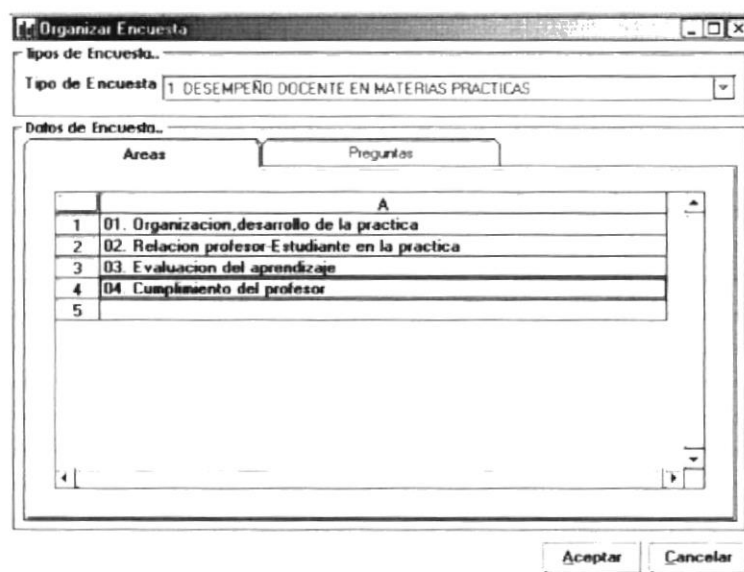 Organizar Encuesta
Tipos de Encuesta..
Tipo de Encuesta 1 DESEMPEÑO DOCENTE EN MATERIAS PRACTICAS
Datos de Encuesta..
Areas Preguntas
A
1 01. Organizacion,desarrollo de la practica
2 02. Relacion profesor-Estudiante en la practica
3 03. Evaluacion del aprendizaje
4 04 Cumplimiento del profesor
5
Aceptar Cancelar